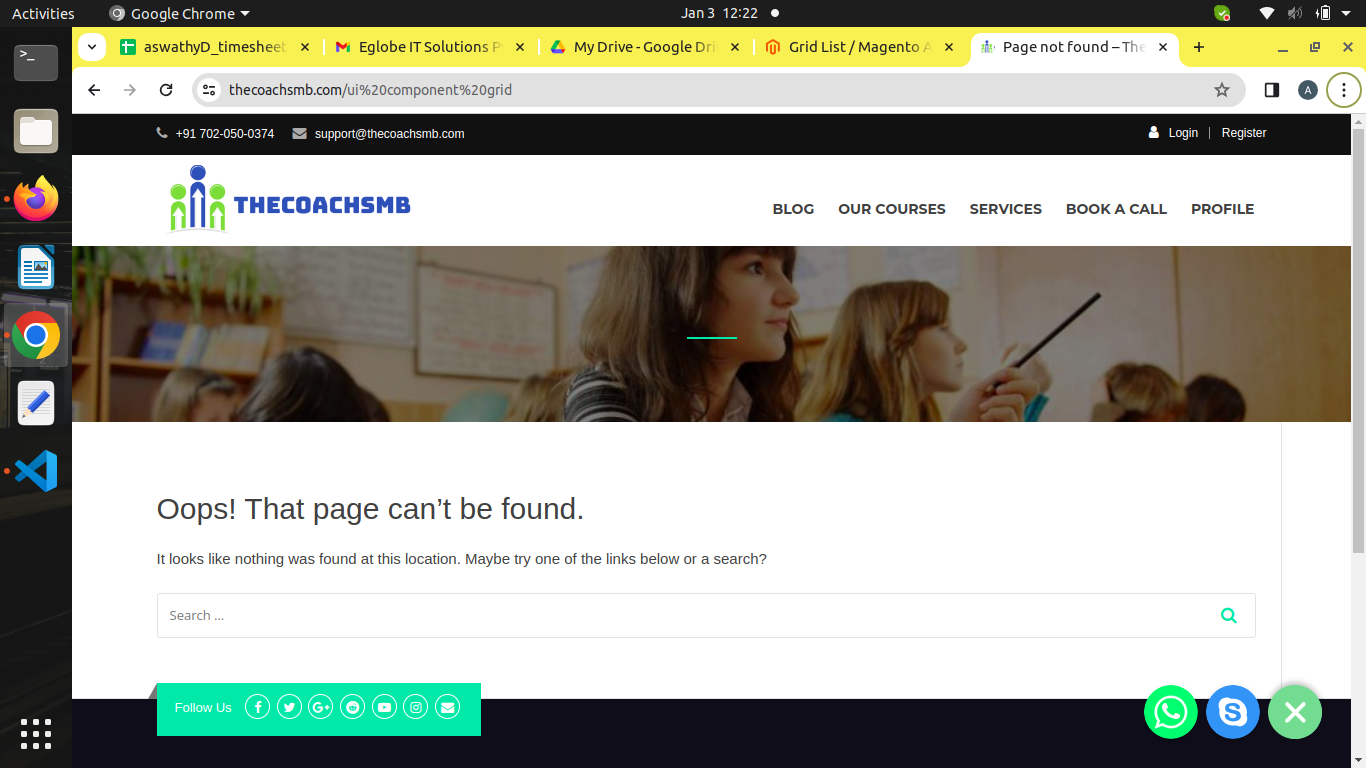 Activities
Google Chrome
Jan 3 12:22
aswathyD_timesheet
Eglobe IT Solutions P
My Drive - Google Dri
Grid List / Magento A
Page not found – The
thecoachsmb.com/ui%20component%20grid
A
+91 702-050-0374
support@thecoachsmb.com
Login
Register
THECOACHSMB
BLOG
OUR COURSES
SERVICES
BOOK A CALL
PROFILE
Oops! That page can’t be found.
It looks like nothing was found at this location. Maybe try one of the links below or a search?
Search ...
Follow Us